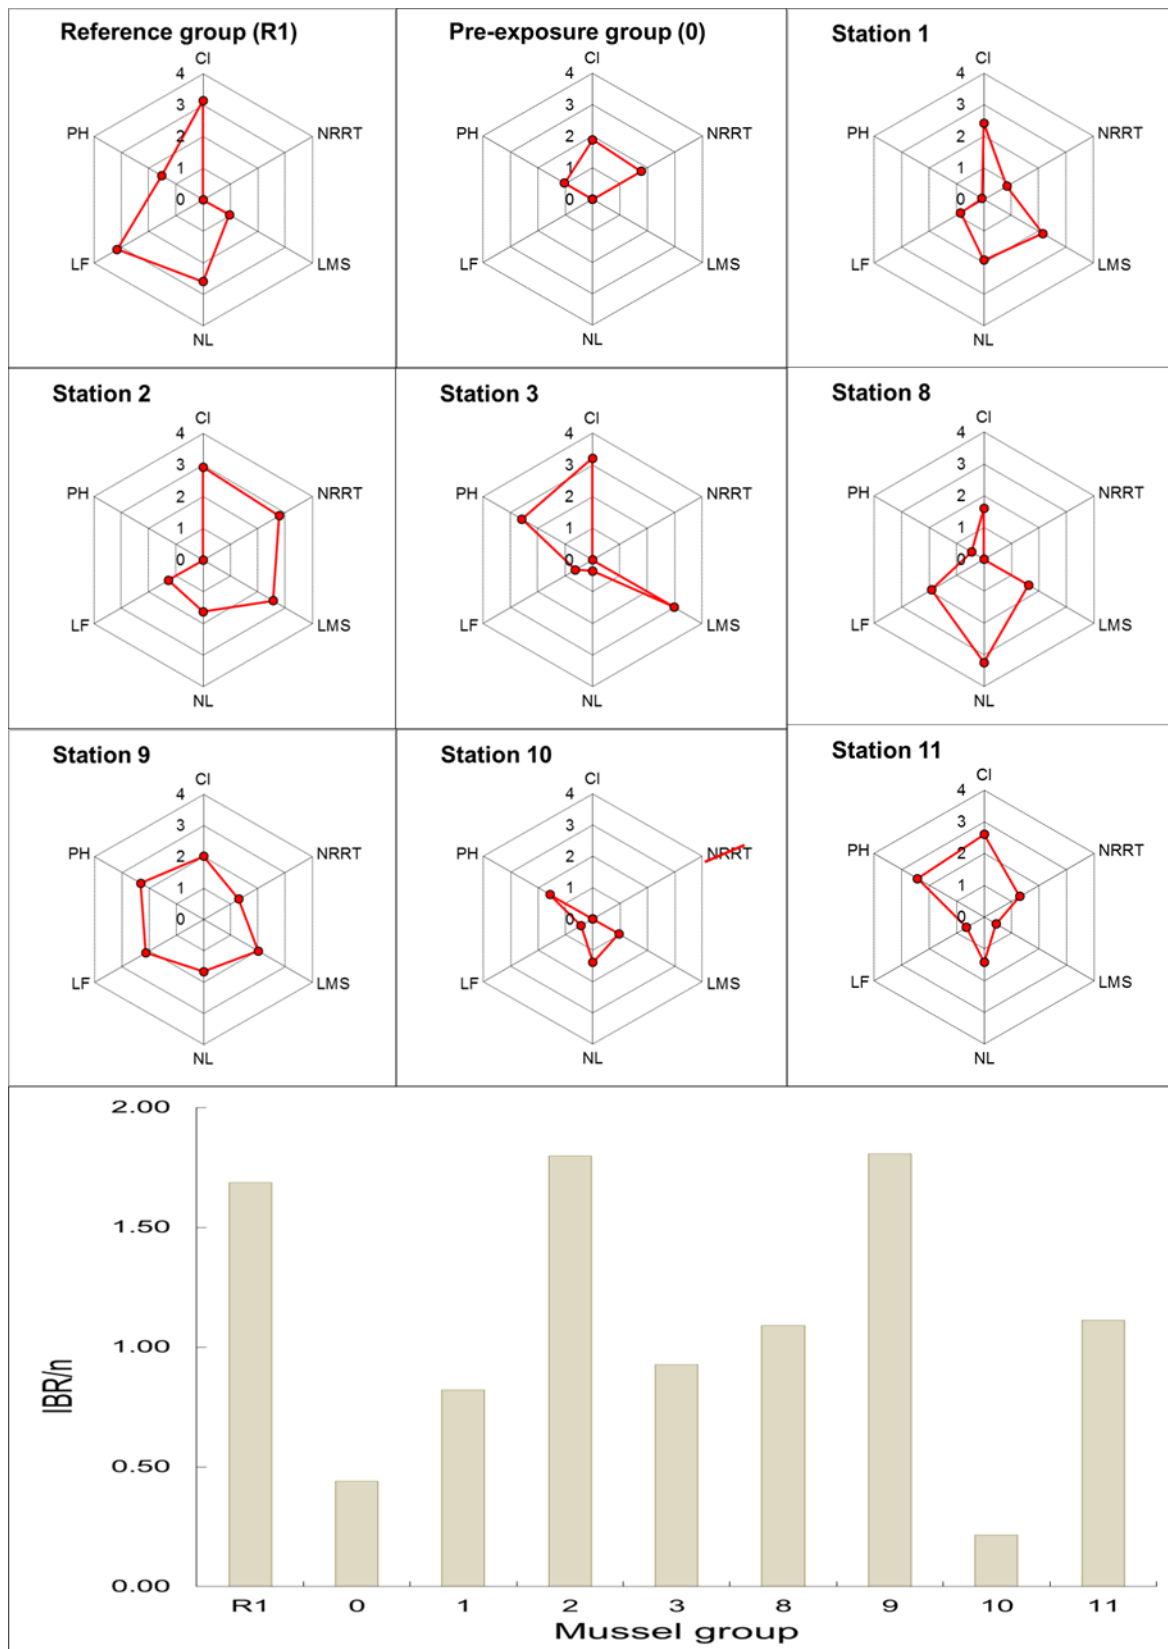 Reference group (R1)
CI
4
3
2
1
0
PH
NRRT
LF
LMS
NL
Pre-exposure group (0)
CI
4
3
2
1
0
PH
NRRT
LF
LMS
NL
Station 1
CI
4
3
2
1
0
PH
NRRT
LF
LMS
NL
Station 2
CI
4
3
2
1
0
PH
NRRT
LF
LMS
NL
Station 3
CI
4
3
2
1
0
PH
NRRT
LF
LMS
NL
Station 8
CI
4
3
2
1
0
PH
NRRT
LF
LMS
NL
Station 9
CI
4
3
2
1
0
PH
NRRT
LF
LMS
NL
Station 10
CI
4
3
2
1
0
PH
NRRT
LF
LMS
NL
Station 11
CI
4
3
2
1
0
PH
NRRT
LF
LMS
NL
2.00
1.50
1.00
0.50
0.00
IBR/n
R1 0 1 2 3 8 9 10 11
Mussel group